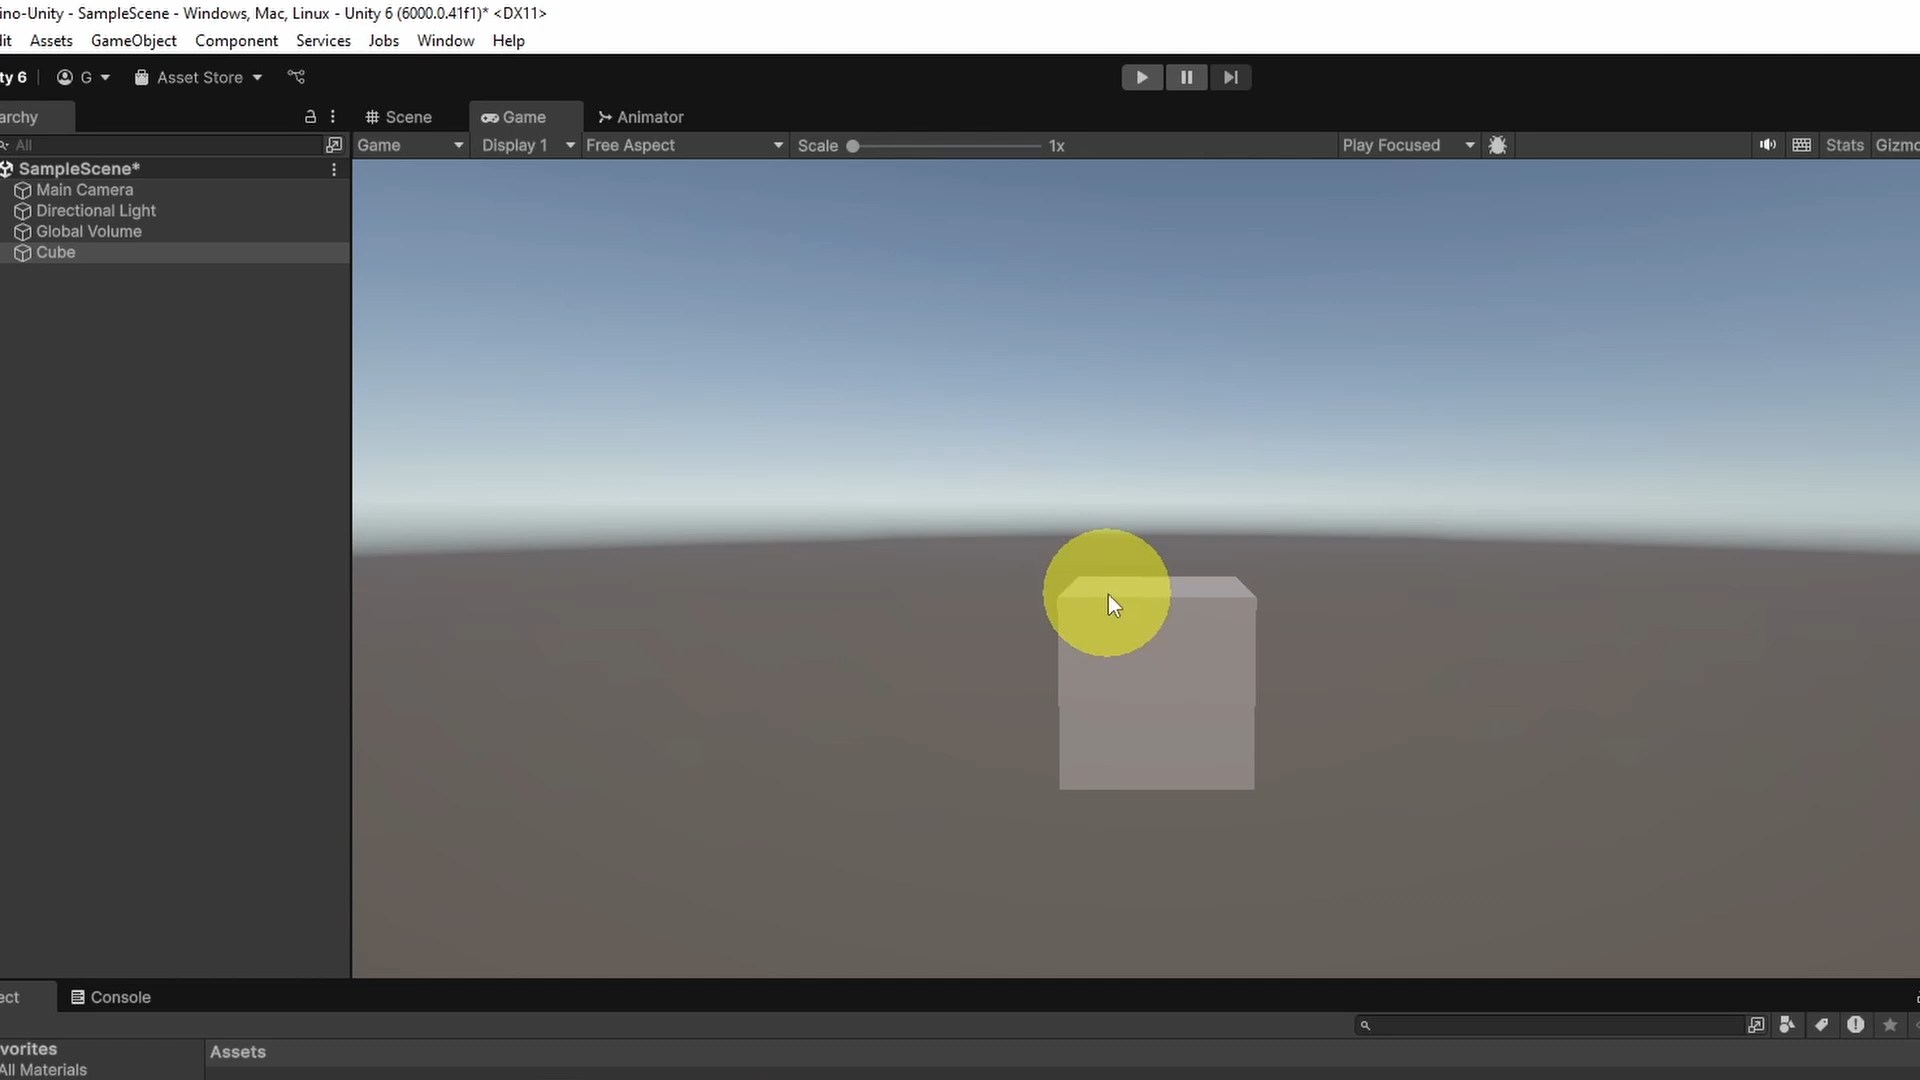 ino-Unity - SampleScene - Windows, Mac, Linux - Unity 6 (6000.0.41f1)* <DX11>
lit Assets GameObject Component Services Jobs Window Help
ty 6 G Asset Store
archy
Scene Game Animator
All
Game Display 1 Free Aspect Scale 1x Play Focused Stats Gizmo
SampleScene*
Main Camera
Directional Light
Global Volume
Cube
ect Console
vorites
All Materials
Assets